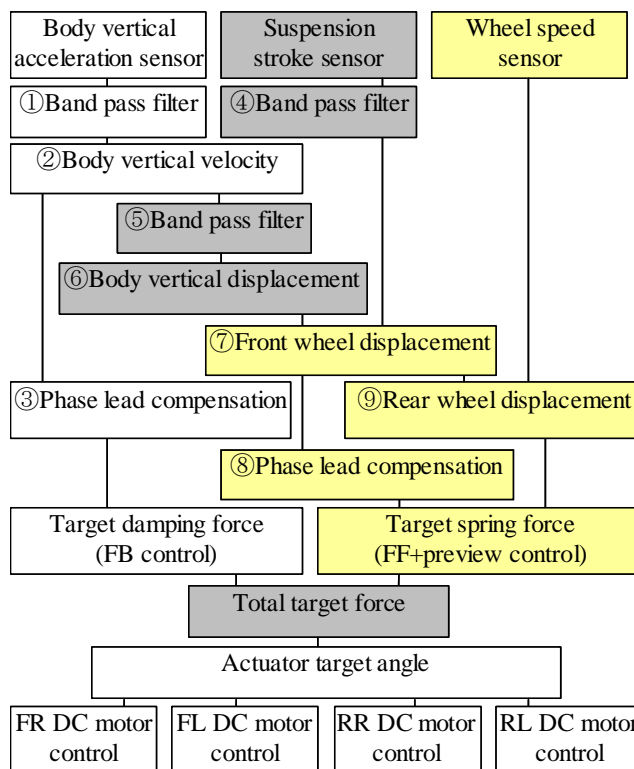 Body vertical
acceleration sensor
Suspension
stroke sensor
Wheel speed
sensor
①Band pass filter
④Band pass filter
②Body vertical velocity
⑤Band pass filter
⑥Body vertical displacement
⑦Front wheel displacement
③Phase lead compensation
⑨Rear wheel displacement
⑧Phase lead compensation
Target damping force
(FB control)
Target spring force
(FF+preview control)
Total target force
Actuator target angle
FR DC motor
control
FL DC motor
control
RR DC motor
control
RL DC motor
control